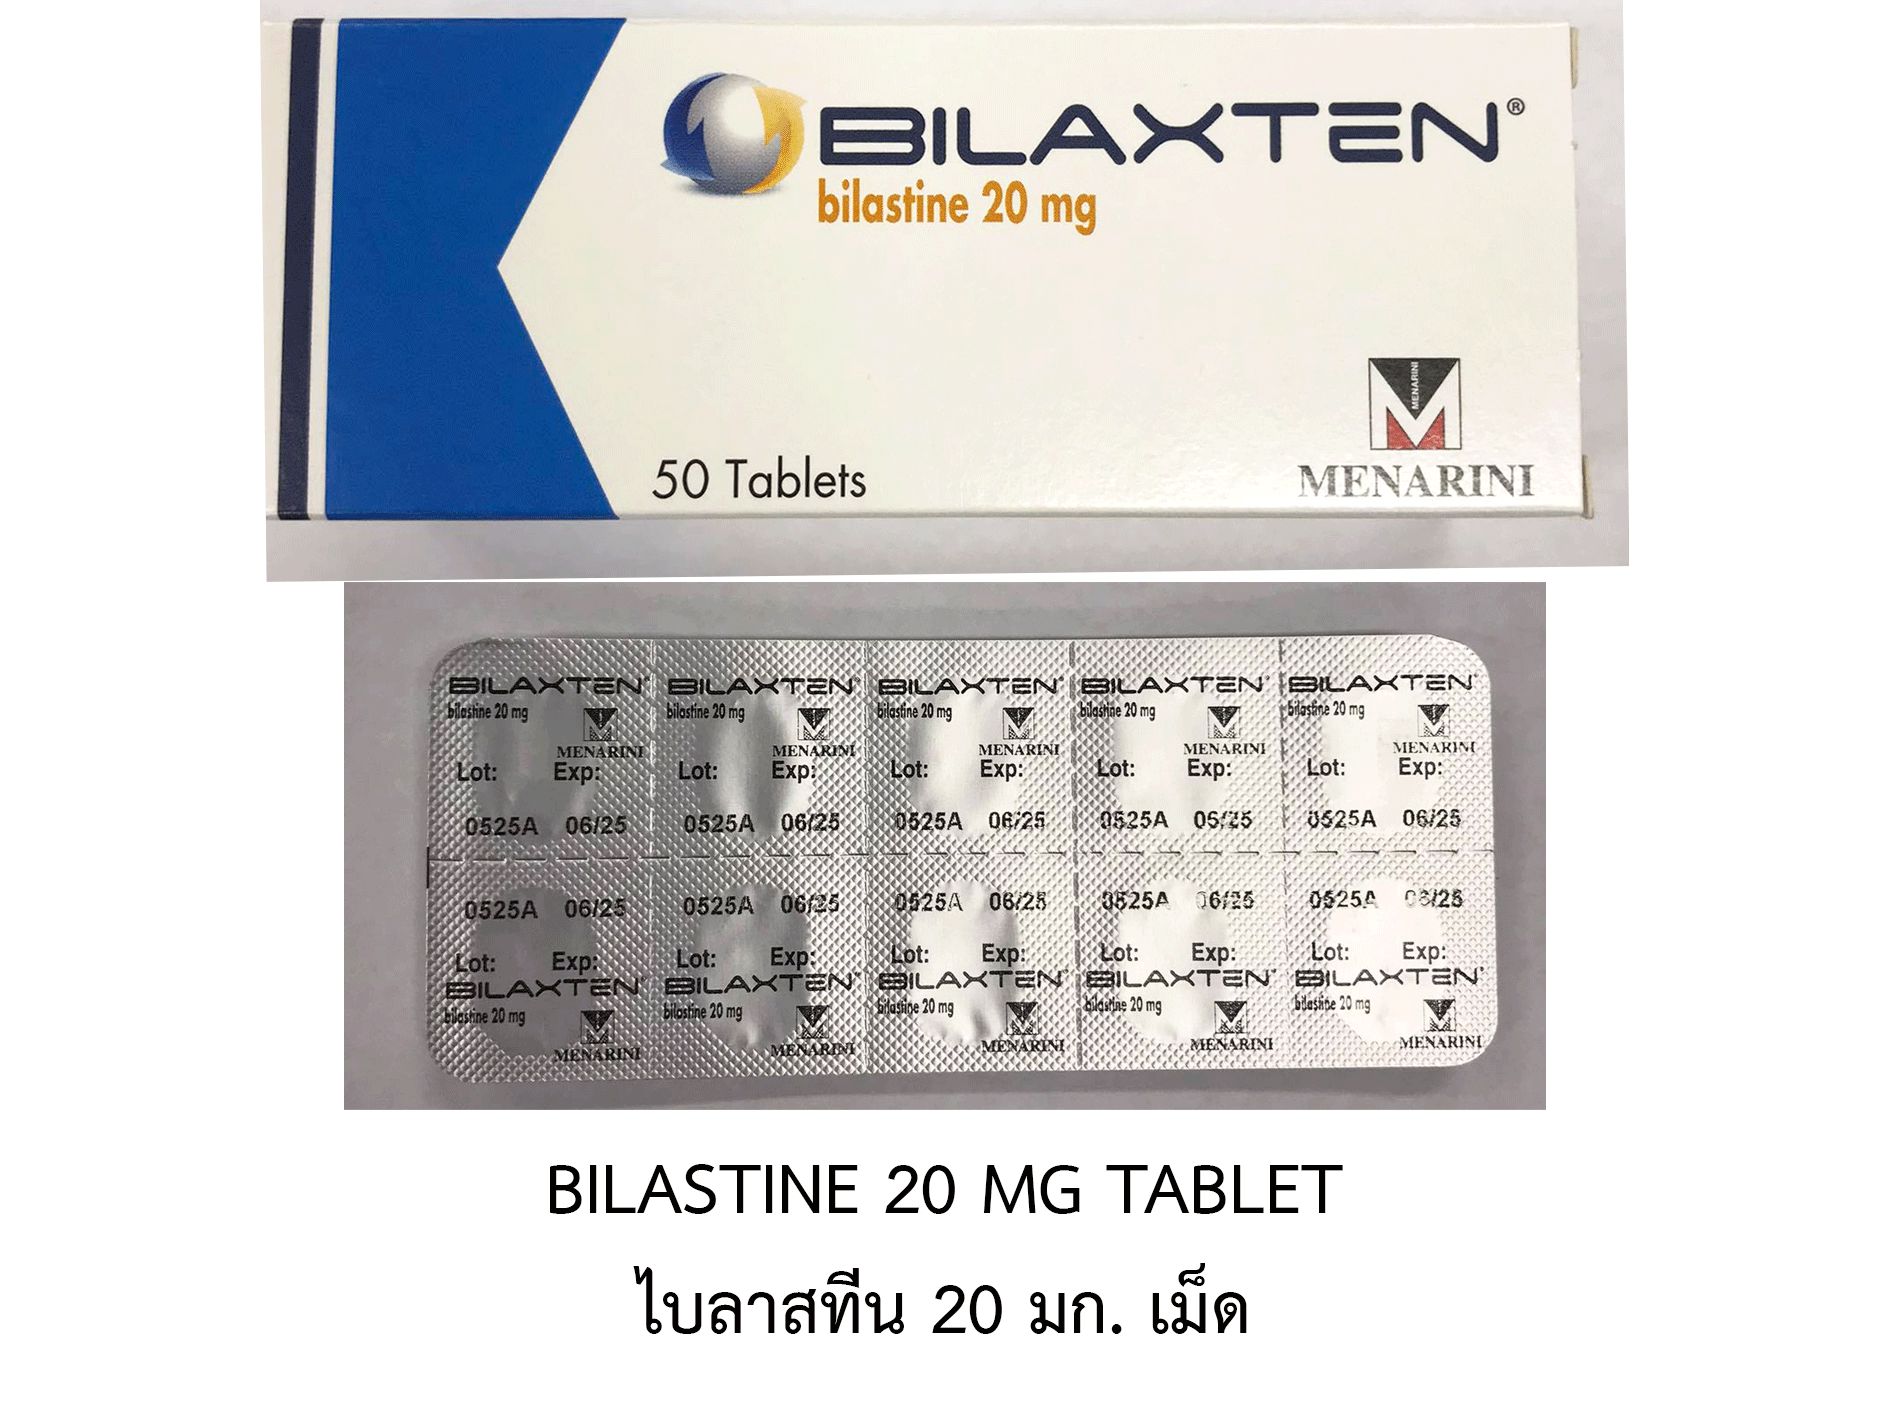 BILAXTEN®
bilastine 20 mg
MENARINI
50 Tablets
MENARINI
BILAXTEN® BILAXTEN® BILAXTEN® BILAXTEN® BILAXTEN®
bilastine 20 mg bilastine 20 mg bilastine 20 mg bilastine 20 mg bilastine 20 mg
MENARINI MENARINI MENARINI MENARINI MENARINI
Lot: Exp: Lot: Exp: Lot: Exp: Lot: Exp: Lot: Exp:
0525A 06/25 0525A 06/25 0525A 06/25 0525A 06/25 0525A 06/25
0525A 06/25 0525A 06/25 0525A 06/25 0525A 06/25 0525A 06/25
Lot: Exp: Lot: Exp: Lot: Exp: Lot: Exp: Lot: Exp:
BILAXTEN® BILAXTEN® BILAXTEN® BILAXTEN® BILAXTEN®
bilastine 20 mg bilastine 20 mg bilastine 20 mg bilastine 20 mg bilastine 20 mg
MENARINI MENARINI MENARINI MENARINI MENARINI
BILASTINE 20 MG TABLET
ไบลาสทีน 20 มก. เม็ด